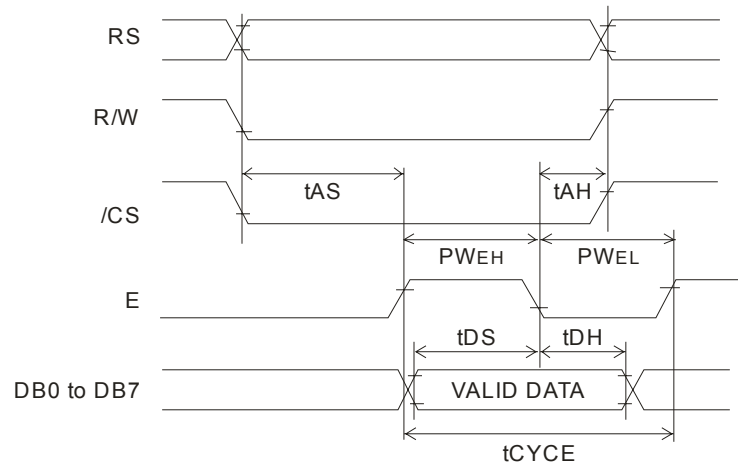 RS
R/W
tAS
tAH
/CS
PWEH
PWEL
E
tDS
tDH
DB0 to DB7
VALID DATA
tCYCE